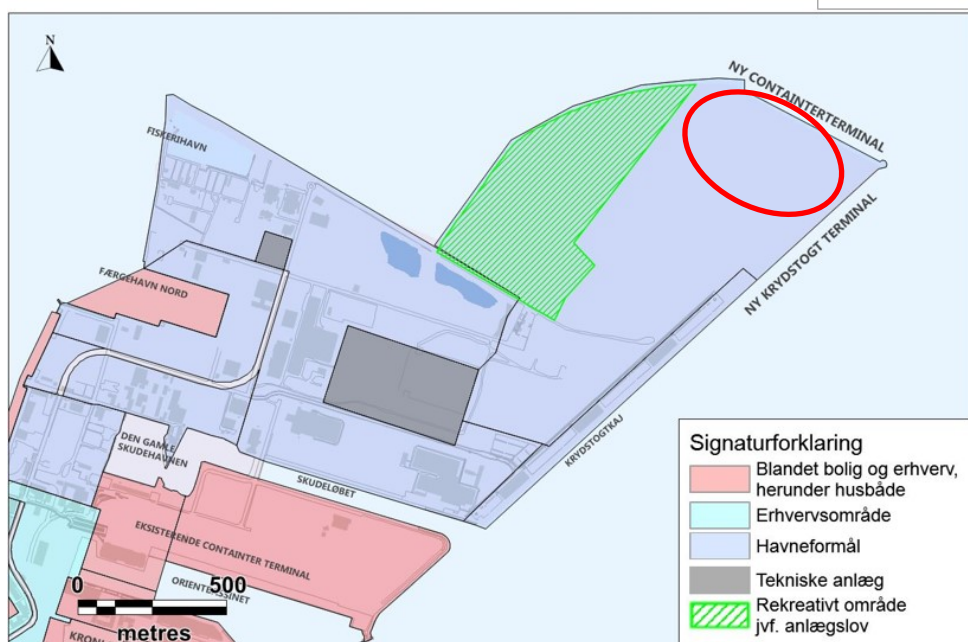 N
NY CONTAINTERTERMINAL
FISKERIHAVN
NY KRYDSTOGT TERMINAL
FÆRGEHAVN NORD
KRYDSTOGTKAJ
DEN GAMLE
SKUDEHAVNEN
SKUDELØBET
EKSISTERENDE CONTAINTER TERMINAL
ORIENTBASSINET
0 500
metres
Signaturforklaring
Blandet bolig og erhverv,
herunder husbåde
Erhvervsområde
Havneformål
Tekniske anlæg
Rekreativt område
jvf. anlægslov